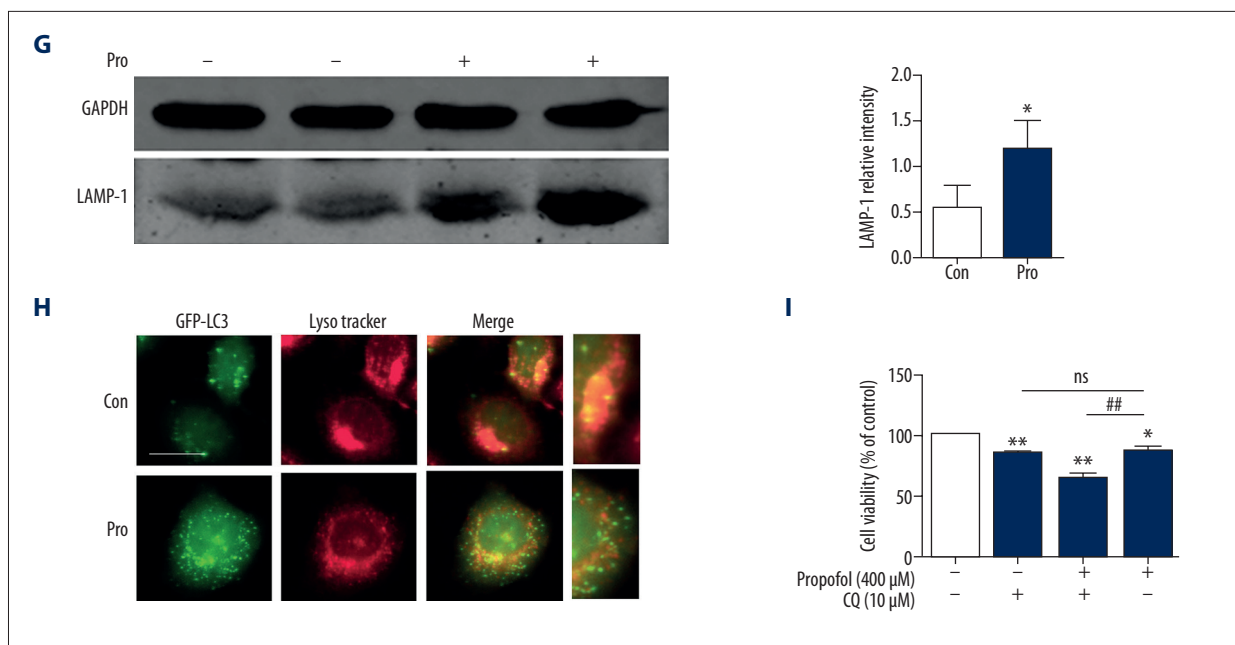 G
Pro – – + +
GAPDH
LAMP-1
LAMP-1 relative intensity
2.0
1.5
1.0
0.5
0.0
*
Con Pro
H
GFP-LC3 Lyso tracker Merge
Con
Pro
I
Cell viability (% of control)
150
100
50
0
ns
##
** ** *
Propofol (400 µM) – – + +
CQ (10 µM) – + + –